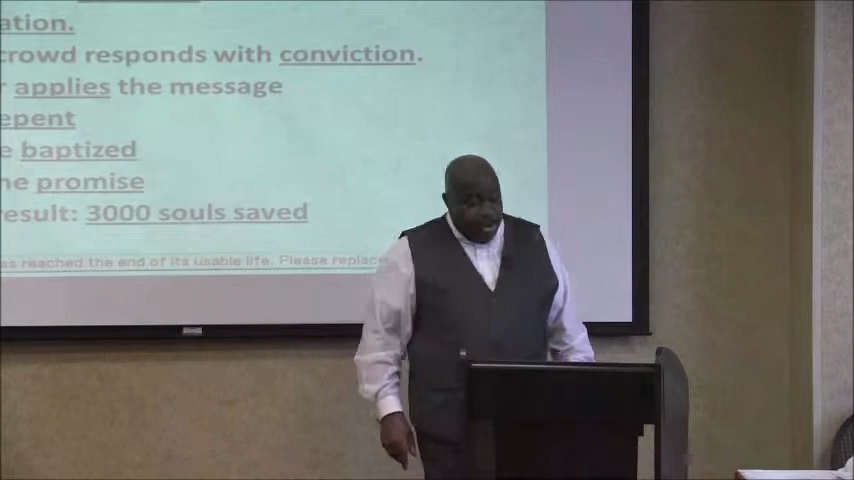 ation.
crowd responds with conviction.
applies the message
epent
e baptized
he promise
result: 3000 souls saved
s reached the end of its usable life. Please replace